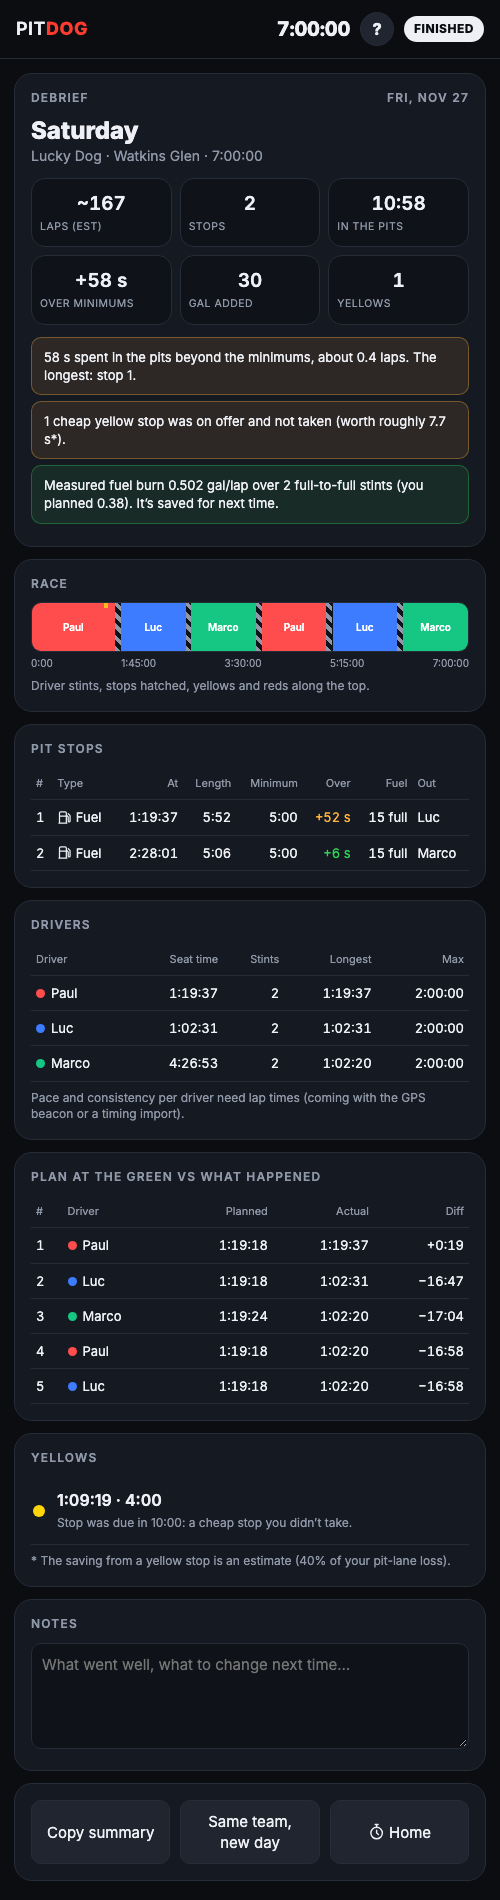 PITDOG 7:00:00 ? FINISHED
DEBRIEF FRI, NOV 27
Saturday
Lucky Dog · Watkins Glen · 7:00:00
~167 2 10:58
LAPS (EST) STOPS IN THE PITS
+58 s 30 1
OVER MINIMUMS GAL ADDED YELLOWS
58 s spent in the pits beyond the minimums, about 0.4 laps. The
longest: stop 1.
1 cheap yellow stop was on offer and not taken (worth roughly 7.7
s*).
Measured fuel burn 0.502 gal/lap over 2 full-to-full stints (you
planned 0.38). It’s saved for next time.
RACE
Paul Luc Marco Paul Luc Marco
0:00 1:45:00 3:30:00 5:15:00 7:00:00
Driver stints, stops hatched, yellows and reds along the top.
PIT STOPS
# Type At Length Minimum Over Fuel Out
1 Fuel 1:19:37 5:52 5:00 +52 s 15 full Luc
2 Fuel 2:28:01 5:06 5:00 +6 s 15 full Marco
DRIVERS
Driver Seat time Stints Longest Max
Paul 1:19:37 2 1:19:37 2:00:00
Luc 1:02:31 2 1:02:31 2:00:00
Marco 4:26:53 2 1:02:20 2:00:00
Pace and consistency per driver need lap times (coming with the GPS
beacon or a timing import).
PLAN AT THE GREEN VS WHAT HAPPENED
# Driver Planned Actual Diff
1 Paul 1:19:18 1:19:37 +0:19
2 Luc 1:19:18 1:02:31 −16:47
3 Marco 1:19:24 1:02:20 −17:04
4 Paul 1:19:18 1:02:20 −16:58
5 Luc 1:19:18 1:02:20 −16:58
YELLOWS
1:09:19 · 4:00
Stop was due in 10:00: a cheap stop you didn’t take.
* The saving from a yellow stop is an estimate (40% of your pit-lane loss).
NOTES
What went well, what to change next time...
Copy summary
Same team,
new day
Home